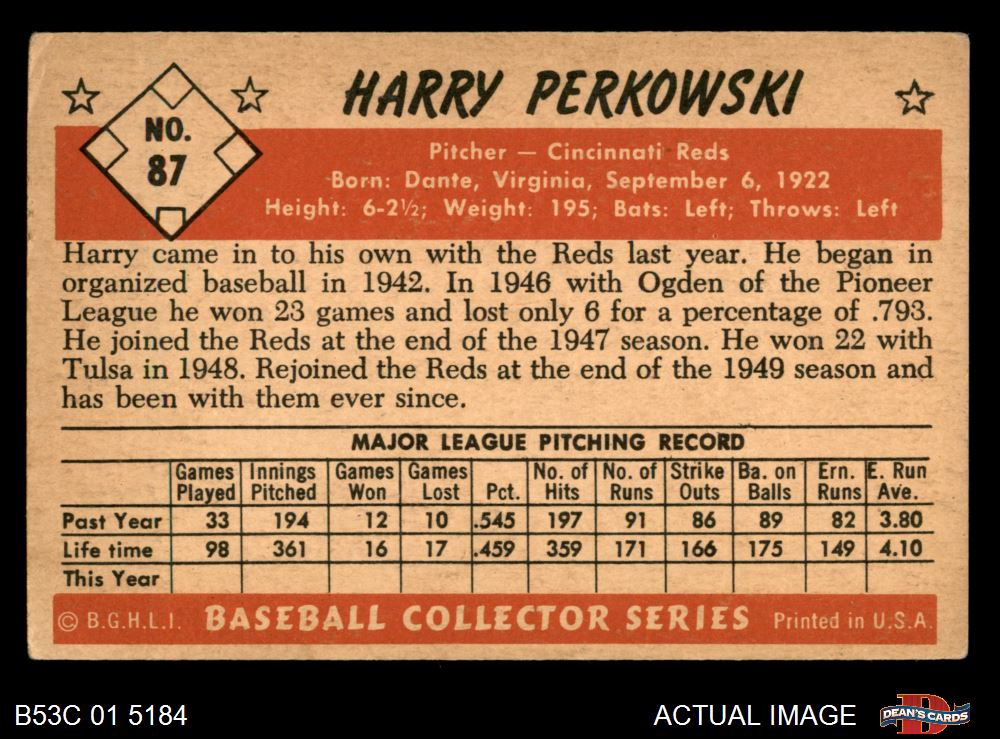 HARRY PERKOWSKI
NO.
87
Pitcher — Cincinnati Reds
Born: Dante, Virginia, September 6, 1922
Height: 6-2½; Weight: 195; Bats: Left; Throws: Left
Harry came in to his own with the Reds last year. He began in
organized baseball in 1942. In 1946 with Ogden of the Pioneer
League he won 23 games and lost only 6 for a percentage of .793.
He joined the Reds at the end of the 1947 season. He won 22 with
Tulsa in 1948. Rejoined the Reds at the end of the 1949 season and
has been with them ever since.
MAJOR LEAGUE PITCHING RECORD
Games Played Innings Pitched Games Won Games Lost Pct. No. of Hits No. of Runs Strike Outs Ba. on Balls Ern. Runs E. Run Ave.
Past Year 33 194 12 10 .545 197 91 86 89 82 3.80
Life time 98 361 16 17 .459 359 171 166 175 149 4.10
This Year
© B.G.H.L.I. BASEBALL COLLECTOR SERIES Printed in U.S.A.
B53C 01 5184 ACTUAL IMAGE DEAN'S CARDS